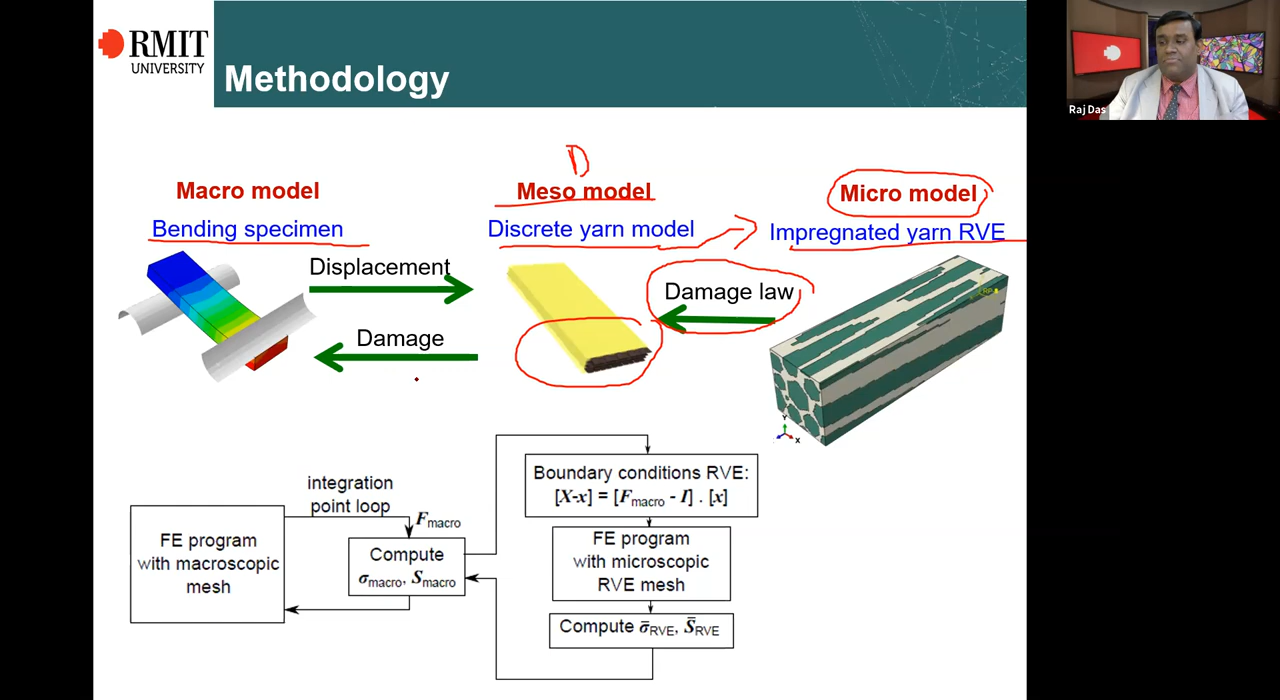 RMIT
UNIVERSITY
Methodology
Raj Das
D
Macro model
Meso model
Micro model
Bending specimen
Discrete yarn model
Impregnated yarn RVE
Displacement
Damage law
Damage
Y
X
integration
point loop
F macro
FE program
with macroscopic
mesh
Compute
σmacro, Smacro
Boundary conditions RVE:
[X-x] = [Fmacro - I] . [x]
FE program
with microscopic
RVE mesh
Compute σ̅RVE, S̅RVE